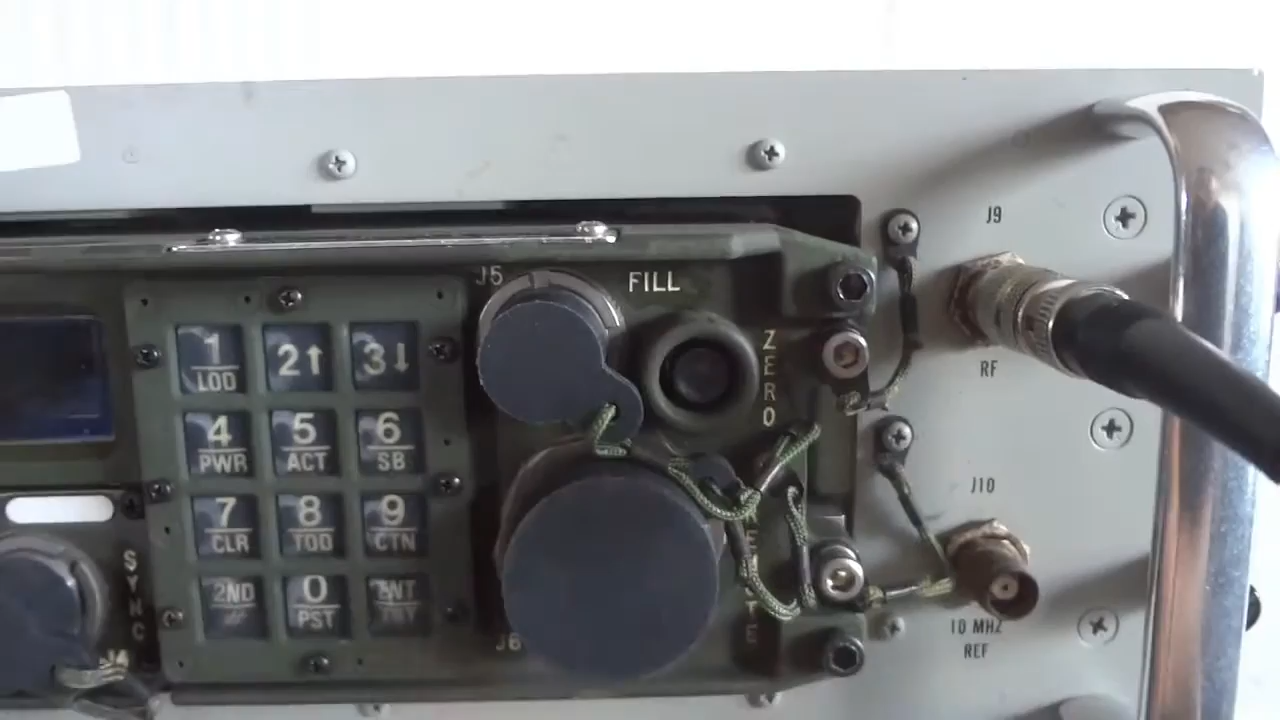 J5
FILL
ZERO
J9
RF
1
LOD
2↑
3↓
4
PWR
5
ACT
6
SB
7
CLR
8
TOD
9
CTN
2ND
0
PST
J10
10 MHZ
REF
SYNC
J4
J6